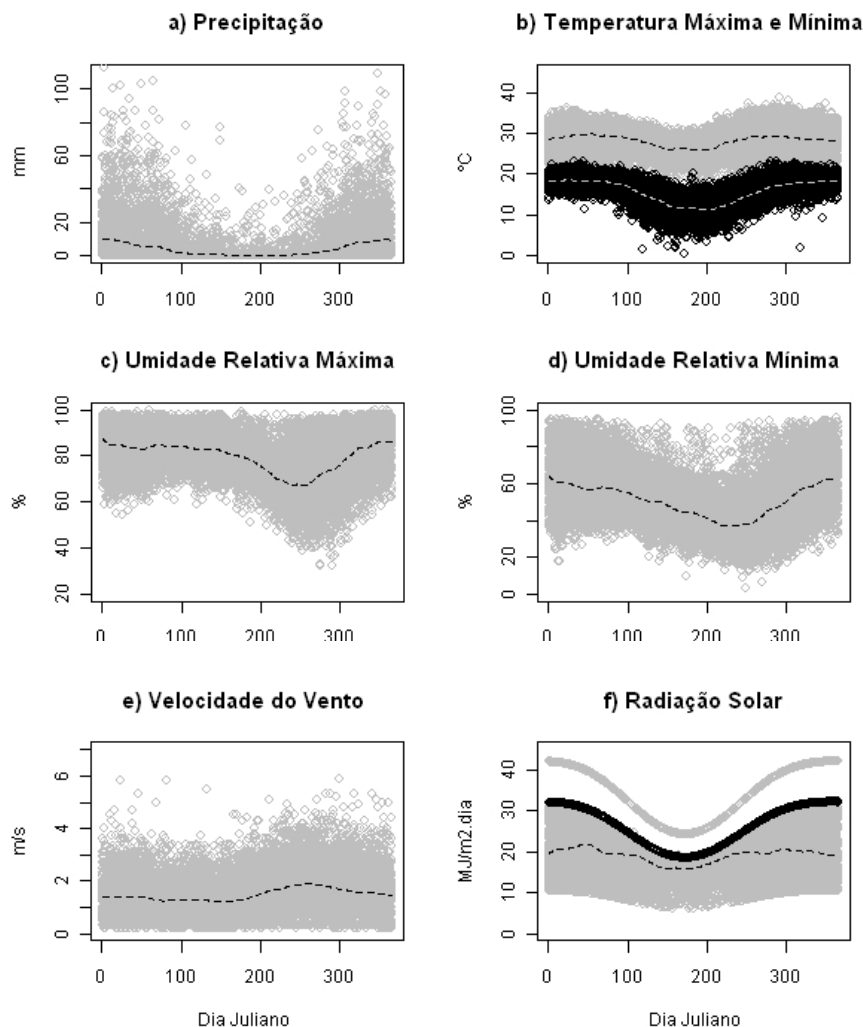 a) Precipitação
mm
0
20
60
100
0 100 200 300
b) Temperatura Máxima e Mínima
°C
0
10
20
30
40
0 100 200 300
c) Umidade Relativa Máxima
%
20
40
60
80
100
0 100 200 300
d) Umidade Relativa Mínima
%
0
20
40
60
80
100
0 100 200 300
e) Velocidade do Vento
m/s
0
2
4
6
0 100 200 300
Dia Juliano
f) Radiação Solar
MJ/m2.dia
0
10
20
30
40
0 100 200 300
Dia Juliano